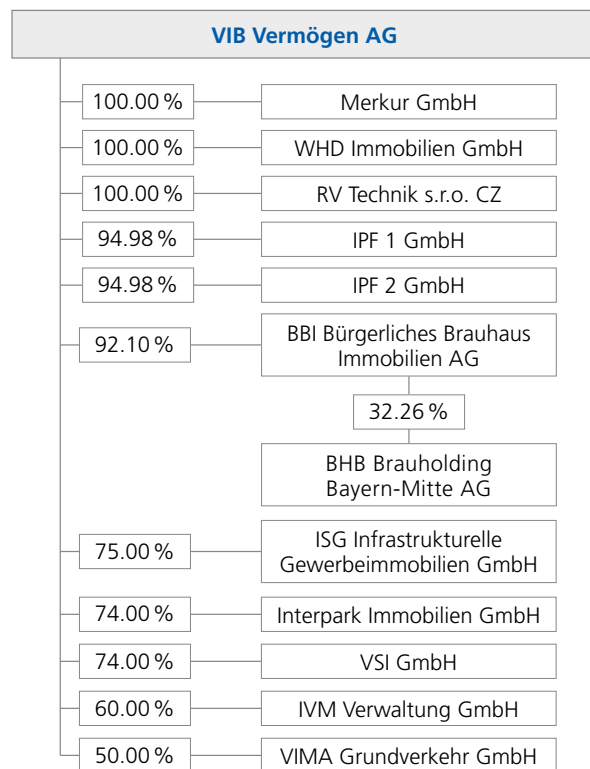 VIB Vermögen AG
100.00 %
Merkur GmbH
100.00 %
WHD Immobilien GmbH
100.00 %
RV Technik s.r.o. CZ
94.98 %
IPF 1 GmbH
94.98 %
IPF 2 GmbH
92.10 %
BBI Bürgerliches Brauhaus
Immobilien AG
32.26 %
BHB Brauholding
Bayern-Mitte AG
75.00 %
ISG Infrastrukturelle
Gewerbeimmobilien GmbH
74.00 %
Interpark Immobilien GmbH
74.00 %
VSI GmbH
60.00 %
IVM Verwaltung GmbH
50.00 %
VIMA Grundverkehr GmbH